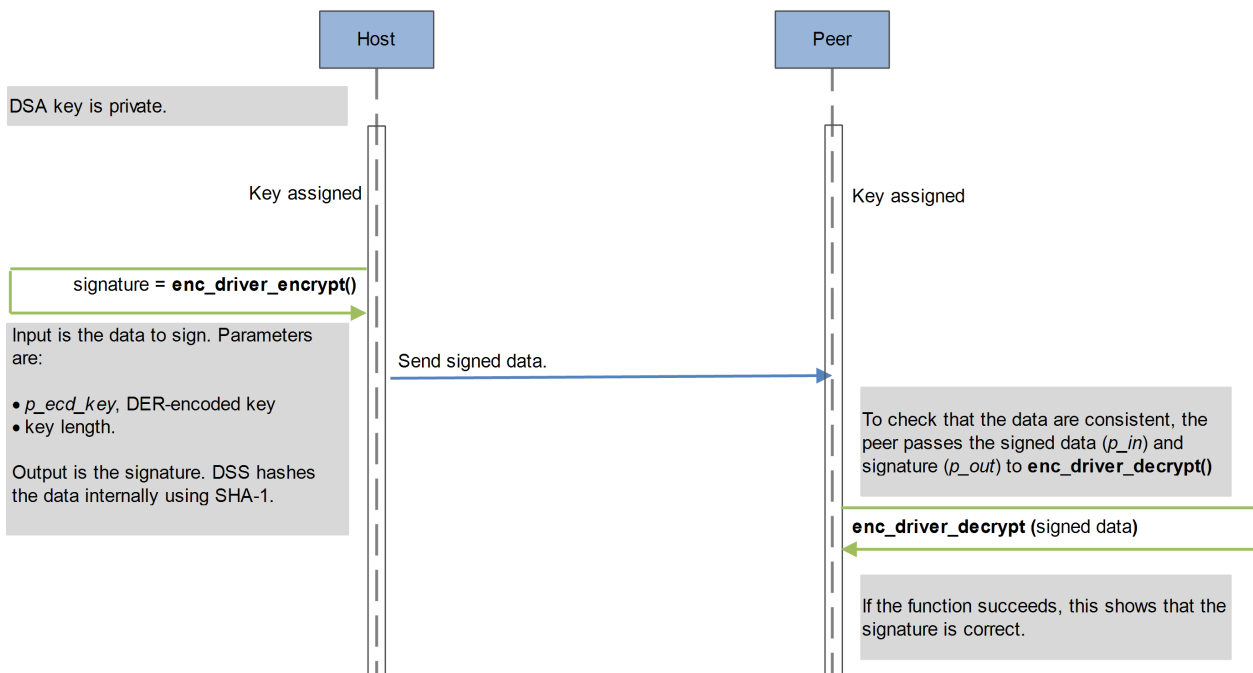 Host
Peer
DSA key is private.
Key assigned
Key assigned
signature = enc_driver_encrypt()
Input is the data to sign. Parameters
are:
• p_ecd_key, DER-encoded key
• key length.
Output is the signature. DSS hashes
the data internally using SHA-1.
Send signed data.
To check that the data are consistent, the
peer passes the signed data (p_in) and
signature (p_out) to enc_driver_decrypt()
enc_driver_decrypt (signed data)
If the function succeeds, this shows that the
signature is correct.